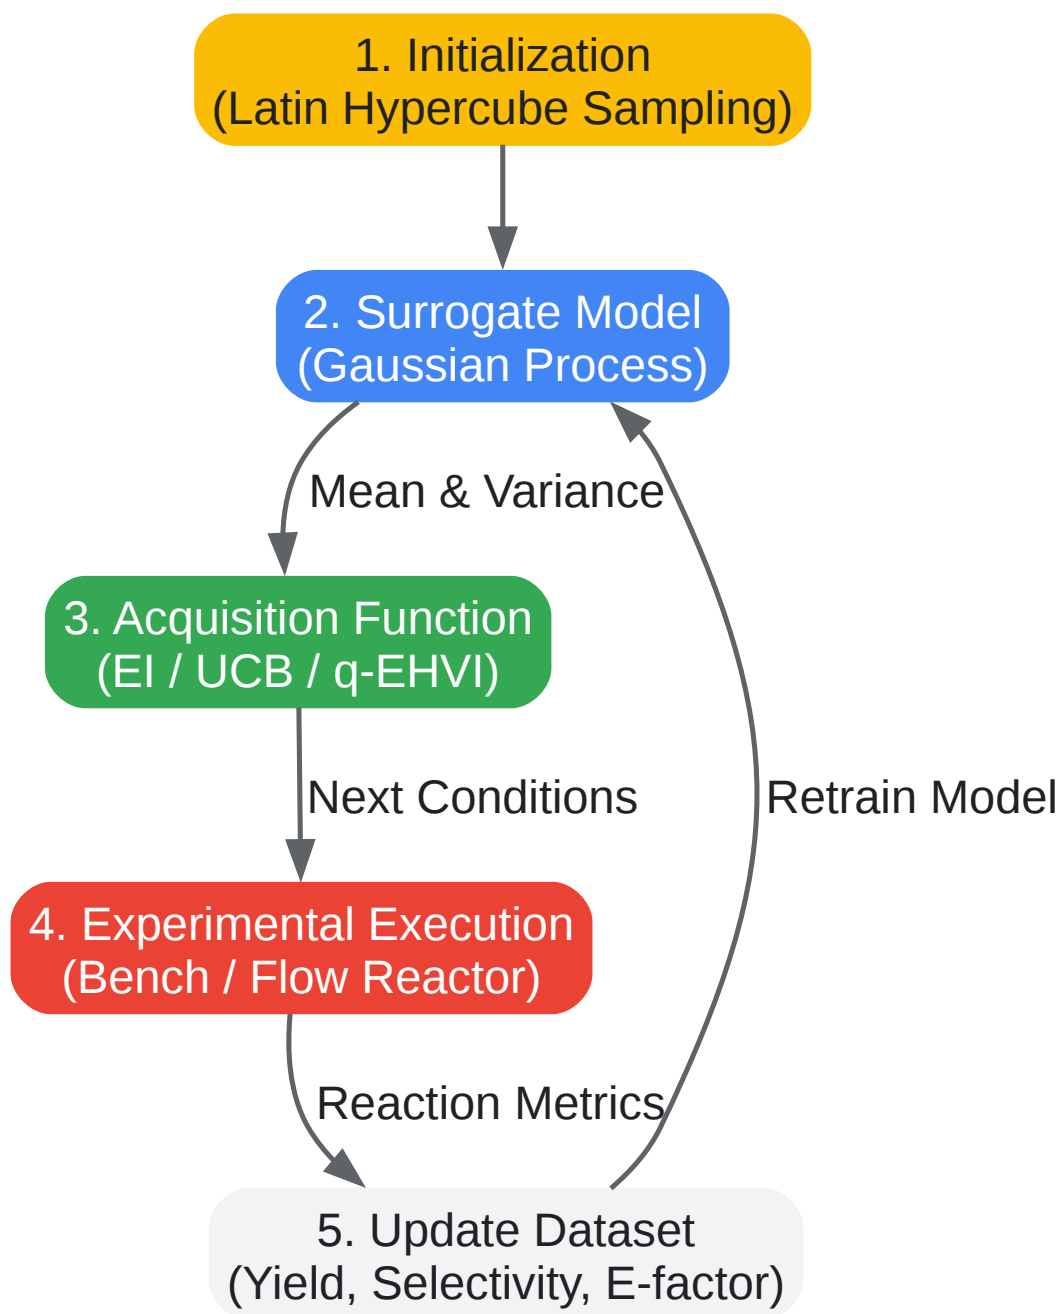 1. Initialization
(Latin Hypercube Sampling)
2. Surrogate Model
(Gaussian Process)
Mean & Variance
3. Acquisition Function
(EI / UCB / q-EHVI)
Next Conditions
Retrain Model
4. Experimental Execution
(Bench / Flow Reactor)
Reaction Metrics
5. Update Dataset
(Yield, Selectivity, E-factor)